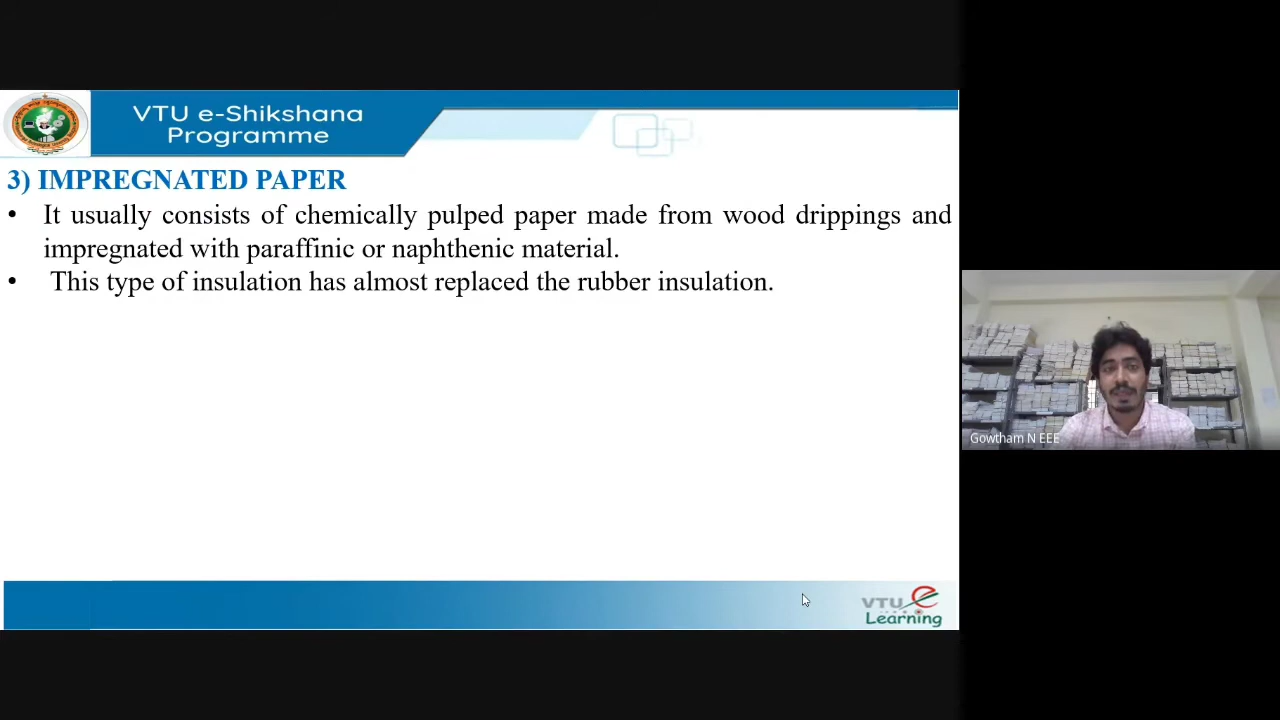 VTU e-Shikshana
Programme
3) IMPREGNATED PAPER
• It usually consists of chemically pulped paper made from wood drippings and
impregnated with paraffinic or naphthenic material.
• This type of insulation has almost replaced the rubber insulation.
Gowtham N EEE
VTU e
Learning